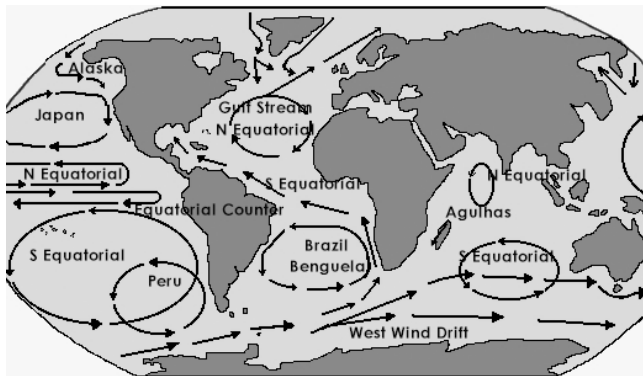 Alaska
Japan
Gulf Stream
N Equatorial
N Equatorial
S Equatorial
N Equatorial
Equatorial Counter
Agulhas
S Equatorial
Peru
Brazil
Benguela
S Equatorial
West Wind Drift